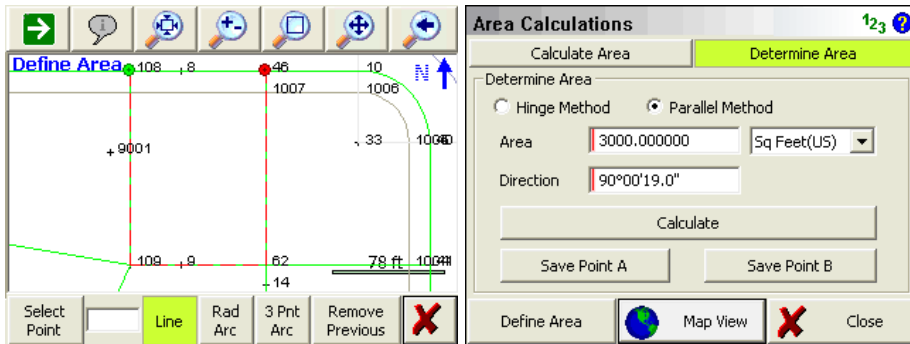 Define Area 108 8 46 10 N
1007 1006
9001 33
109 9 62 78 ft
14
Select Point Line Rad Arc 3 Pnt Arc Remove Previous
Area Calculations 123 ?
Calculate Area Determine Area
Determine Area
Hinge Method Parallel Method
Area 3000.000000 Sq Feet(US)
Direction 90°00'19.0"
Calculate
Save Point A Save Point B
Define Area Map View Close